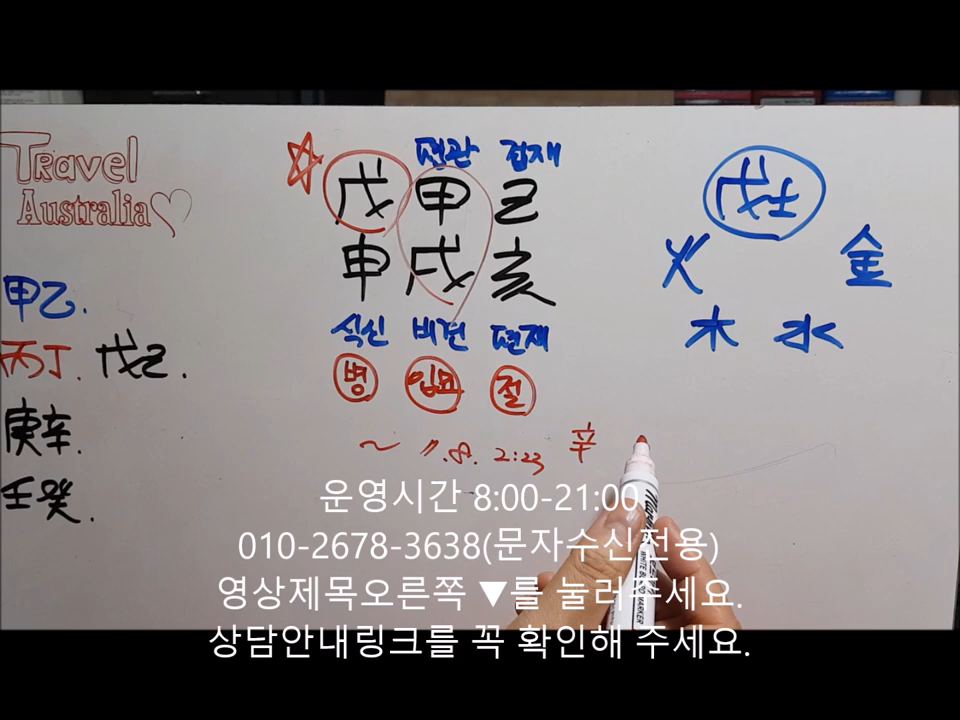 Travel
Australia
편관 겁재
戊 甲 己
申 戌 亥
식신 비견 편재
병 입묘 절
~ 11.8. 2:23 辛
戊土
火 金
木 水
甲乙.
丙丁. 戊己.
庚辛.
壬癸.
운영시간 8:00-21:00
010-2678-3638(문자수신전용)
영상제목오른쪽 ▼를 눌러주세요.
상담안내링크를 꼭 확인해 주세요.